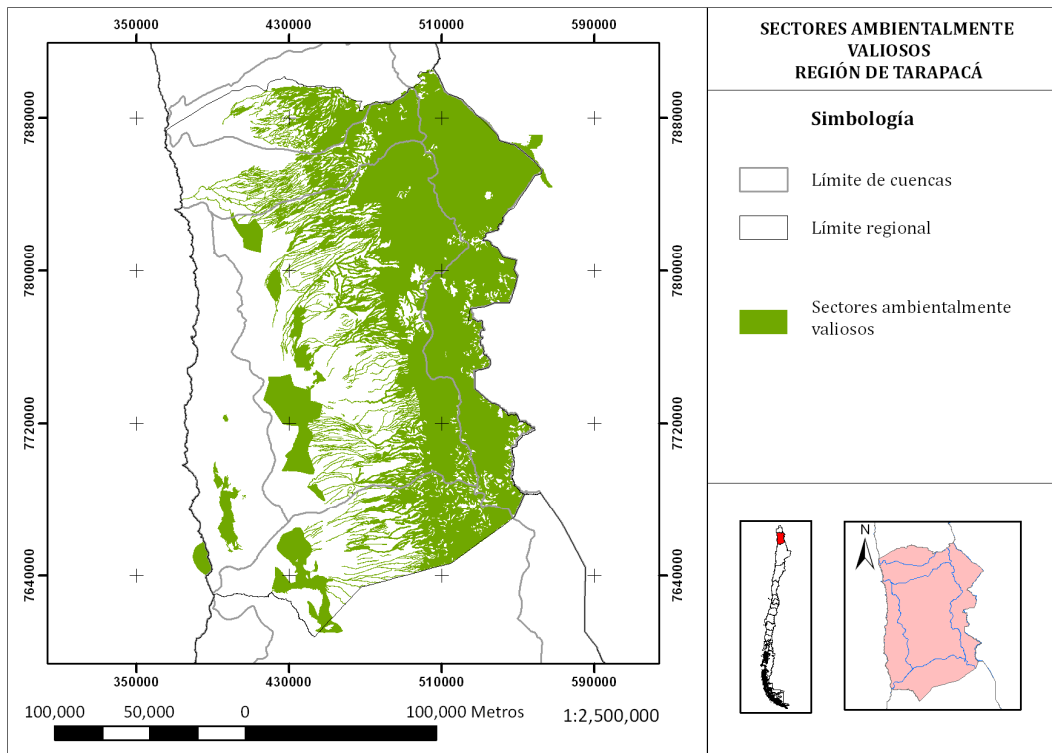 350000 430000 510000 590000
7880000 7880000
7800000 7800000
7720000 7720000
7640000 7640000
350000 430000 510000 590000
100,000 50,000 0 100,000 Metros 1:2,500,000
SECTORES AMBIENTALMENTE
VALIOSOS
REGIÓN DE TARAPACÁ
Simbología
Límite de cuencas
Límite regional
Sectores ambientalmente
valiosos
N